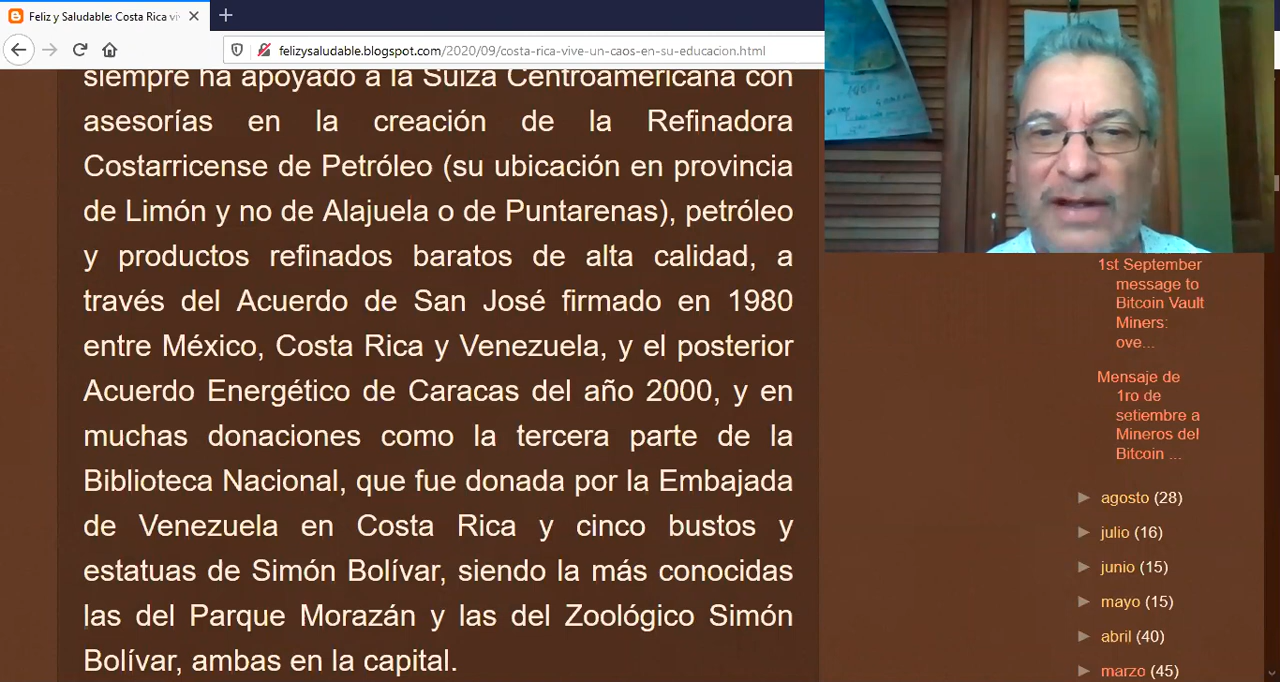 Feliz y Saludable: Costa Rica viv
felizysaludable.blogspot.com/2020/09/costa-rica-vive-un-caos-en-su-educacion.html
siempre ha apoyado a la Suiza Centroamericana con
asesorías en la creación de la Refinadora
Costarricense de Petróleo (su ubicación en provincia
de Limón y no de Alajuela o de Puntarenas), petróleo
y productos refinados baratos de alta calidad, a
través del Acuerdo de San José firmado en 1980
entre México, Costa Rica y Venezuela, y el posterior
Acuerdo Energético de Caracas del año 2000, y en
muchas donaciones como la tercera parte de la
Biblioteca Nacional, que fue donada por la Embajada
de Venezuela en Costa Rica y cinco bustos y
estatuas de Simón Bolívar, siendo la más conocidas
las del Parque Morazán y las del Zoológico Simón
Bolívar, ambas en la capital.
1st September
message to
Bitcoin Vault
Miners:
ove...
Mensaje de
1ro de
setiembre a
Mineros del
Bitcoin ...
► agosto (28)
► julio (16)
► junio (15)
► mayo (15)
► abril (40)
► marzo (45)